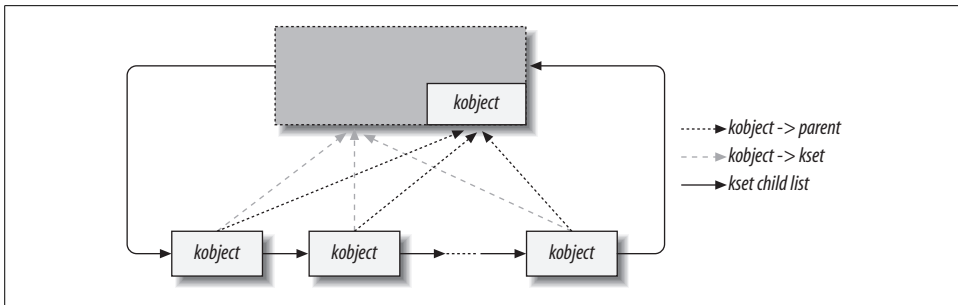 kobject
kobject -> parent
kobject -> kset
kset child list
kobject
kobject
kobject